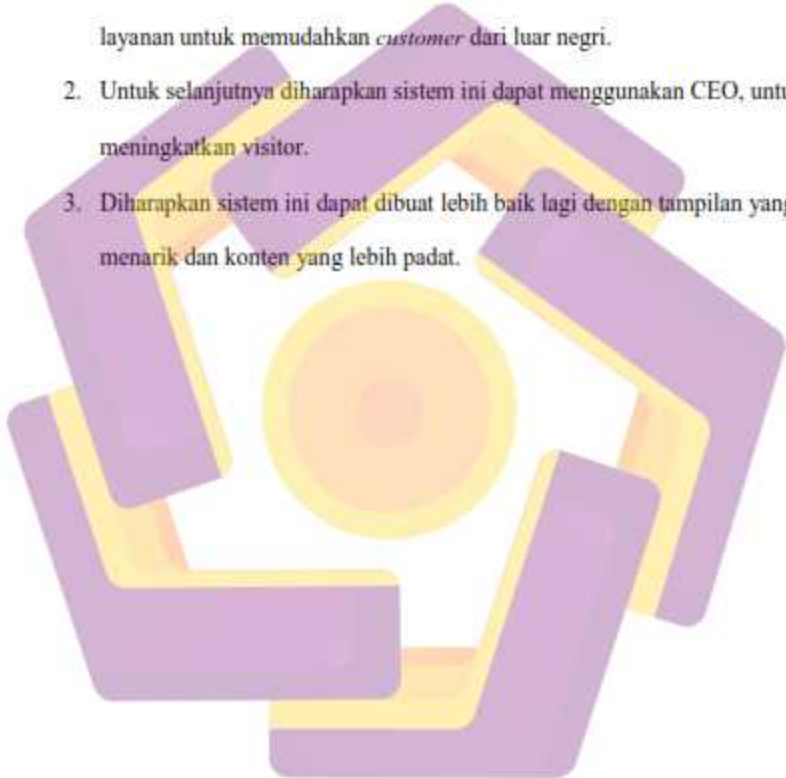 layanan untuk memudahkan customer dari luar negri.
2. Untuk selanjutnya diharapkan sistem ini dapat menggunakan CEO, untu
meningkatkan visitor.
3. Diharapkan sistem ini dapat dibuat lebih baik lagi dengan tampilan yang
menarik dan konten yang lebih padat.